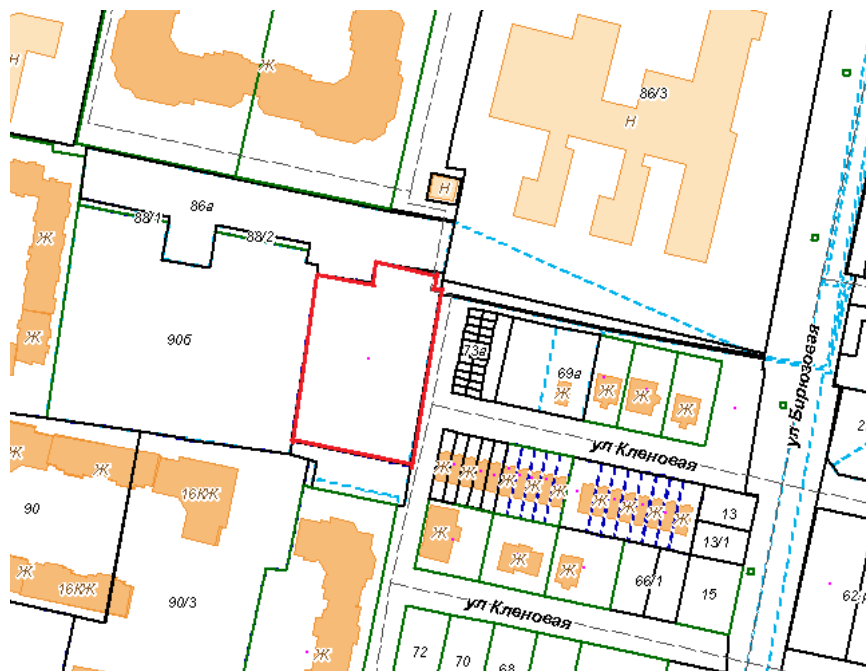 Н
Ж
86/3
Н
Н
86а
88/1
88/2
Ж
90б
Ж
73а
69а
Ж
Ж
Ж
Ж
ул Бирюзовая
ул Кленовая
Ж
Ж
Ж
Ж
Ж
Ж
Ж
Ж
Ж
Ж
Ж
16КЖ
90
13
13/1
Ж
Ж
Ж
Ж
16КЖ
90/3
66/1
15
ул Кленовая
72
70
68
Ж